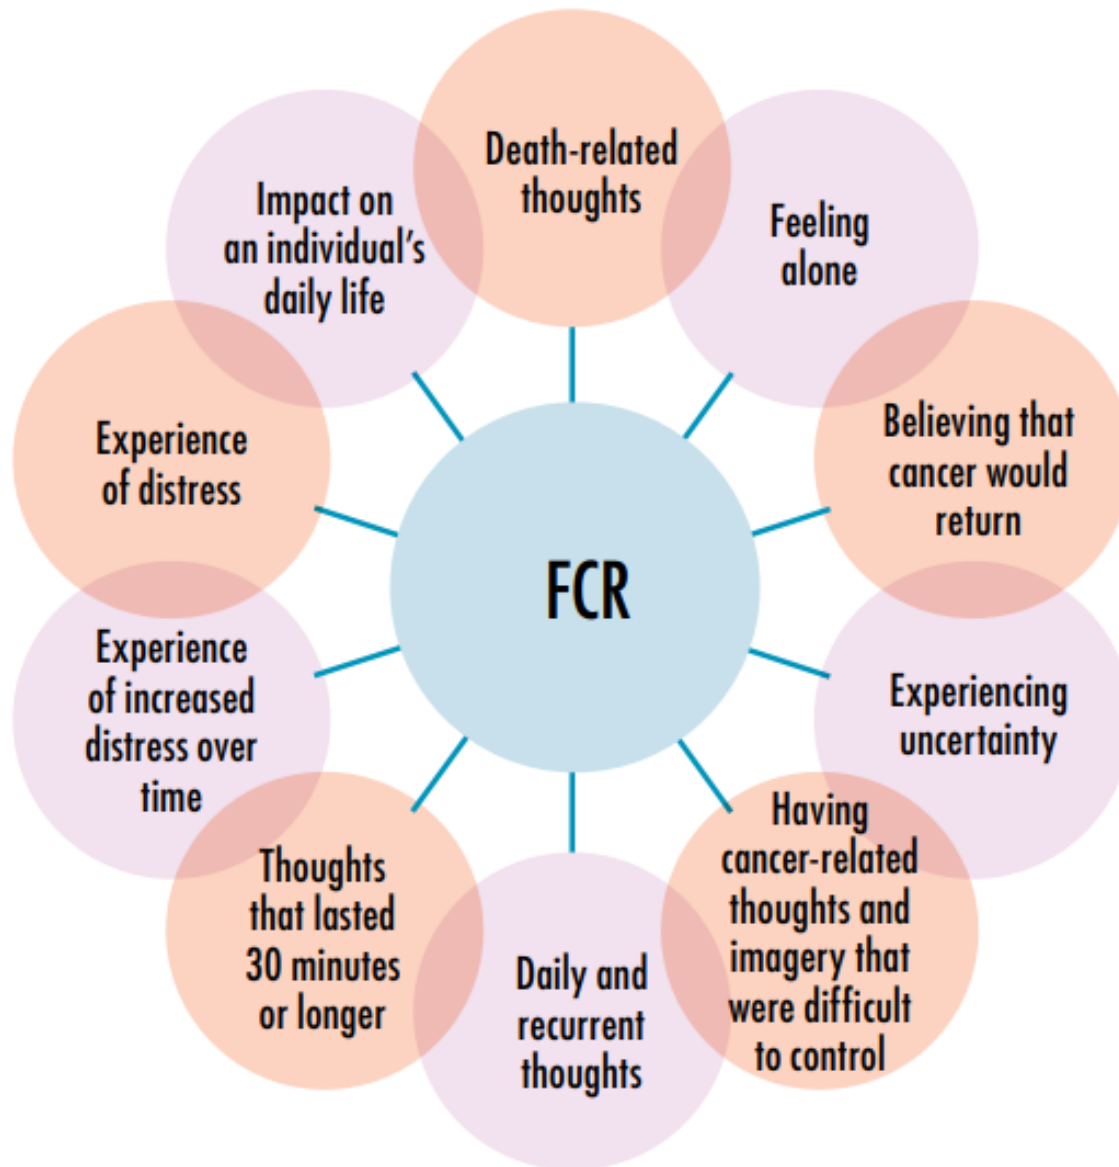 Death-related
thoughts
Feeling
alone
Believing that
cancer would
return
Experiencing
uncertainty
Having
cancer-related
thoughts and
imagery that
were difficult
to control
Daily and
recurrent
thoughts
Thoughts
that lasted
30 minutes
or longer
Experience
of increased
distress over
time
Experience
of distress
Impact on
an individual’s
daily life
FCR